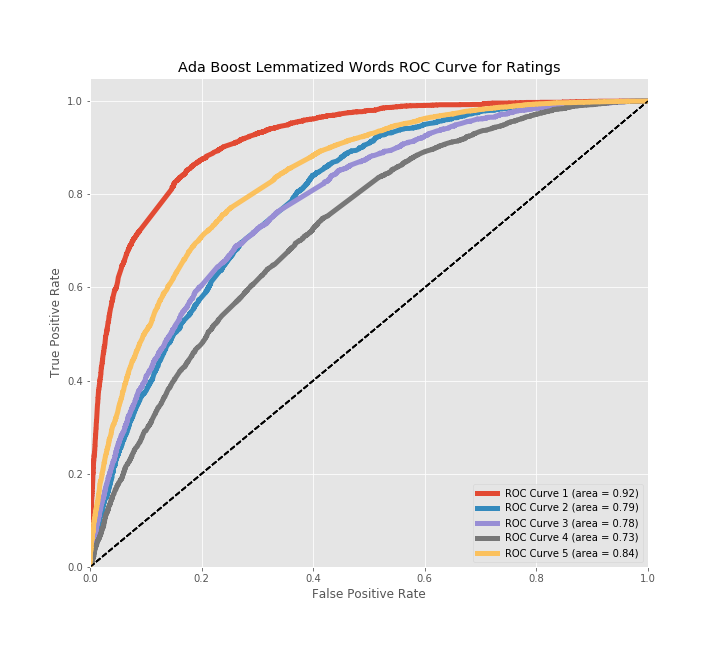 Ada Boost Lemmatized Words ROC Curve for Ratings
1.0
0.8
0.6
0.4
0.2
0.0
True Positive Rate
0.0 0.2 0.4 0.6 0.8 1.0
False Positive Rate
ROC Curve 1 (area = 0.92)
ROC Curve 2 (area = 0.79)
ROC Curve 3 (area = 0.78)
ROC Curve 4 (area = 0.73)
ROC Curve 5 (area = 0.84)